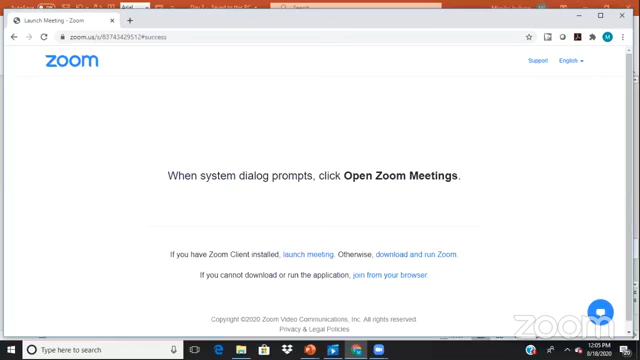 Launch Meeting - Zoom
zoom.us/s/83743429512#success
zoom
Support
English
When system dialog prompts, click Open Zoom Meetings.
If you have Zoom Client installed, launch meeting. Otherwise, download and run Zoom.
If you cannot download or run the application, join from your browser.
Copyright ©2020 Zoom Video Communications, Inc. All rights reserved.
Privacy & Legal Policies
zoom
Type here to search
12:05 PM
8/18/2020